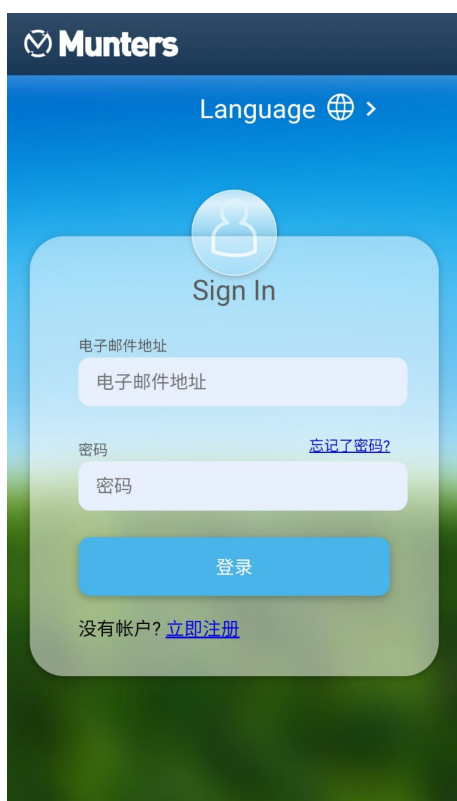 Munters
Language
Sign In
电子邮件地址
电子邮件地址
密码 忘记了密码?
密码
登录
没有帐户? 立即注册